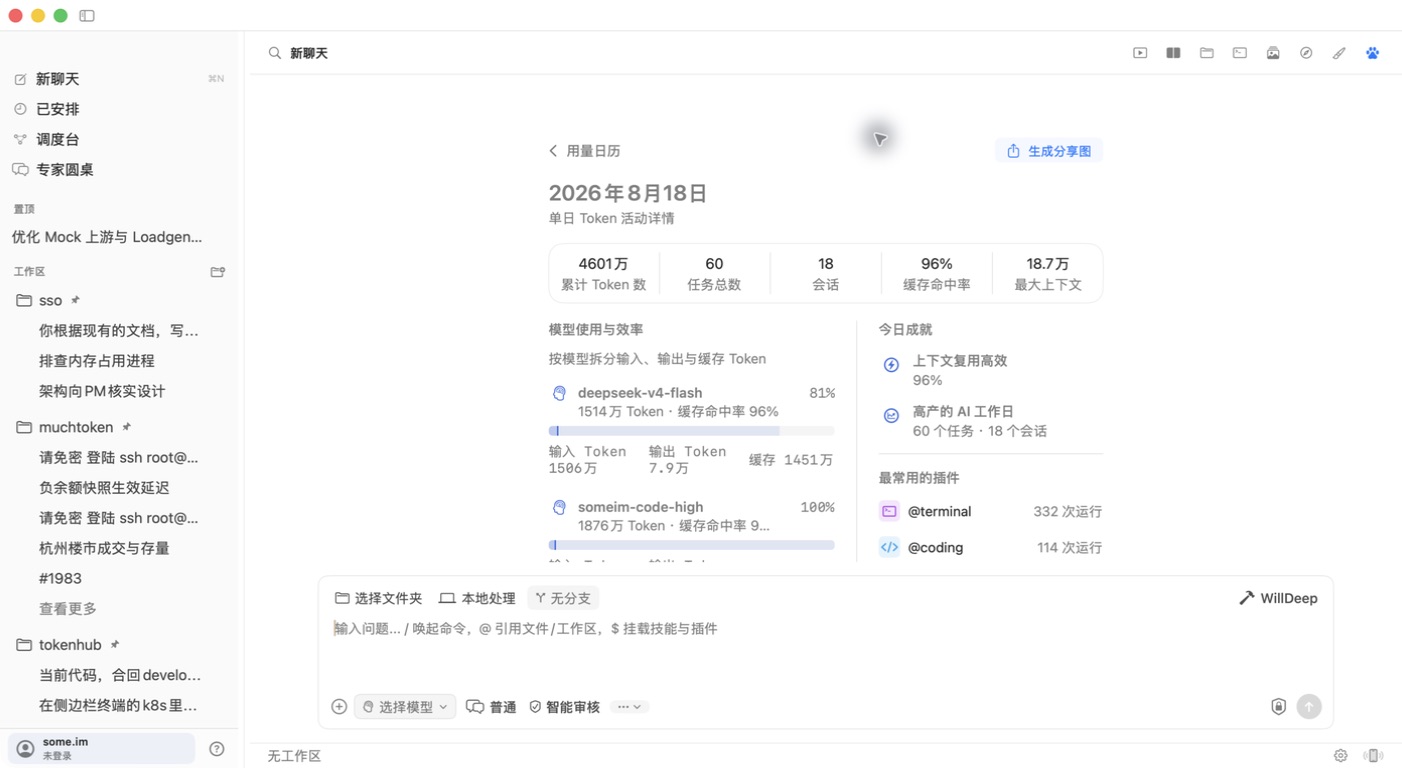 新聊天 ⌘N
已安排
调度台
专家圆桌
置顶
优化 Mock 上游与 Loadgen...
工作区
sso
你根据现有的文档，写...
排查内存占用进程
架构向PM核实设计
muchtoken
请免密 登陆 ssh root@...
负余额快照生效延迟
请免密 登陆 ssh root@...
杭州楼市成交与存量
#1983
查看更多
tokenhub
当前代码，合回develo...
在侧边栏终端的k8s里...
some.im
未登录
新聊天
用量日历
生成分享图
2026年8月18日
单日 Token 活动详情
4601万
累计 Token 数
60
任务总数
18
会话
96%
缓存命中率
18.7万
最大上下文
模型使用与效率
按模型拆分输入、输出与缓存 Token
deepseek-v4-flash 81%
1514万 Token · 缓存命中率 96%
输入 Token 1506万
输出 Token 7.9万
缓存 1451万
someim-code-high 100%
1876万 Token · 缓存命中率 9...
今日成就
上下文复用高效
96%
高产的 AI 工作日
60 个任务 · 18 个会话
最常用的插件
@terminal 332 次运行
@coding 114 次运行
选择文件夹 本地处理 无分支 WillDeep
输入问题... / 唤起命令，@ 引用文件/工作区，$ 挂载技能与插件
选择模型 普通 智能审核 ...
无工作区